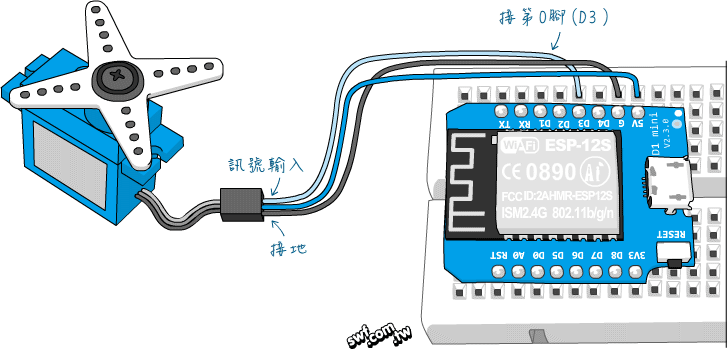 接第0腳(D3)
TX RX D1 D2 D3 D4 G 5V
D1 mini
V2.3.0
WiFi ESP-12S
CE 0890 Ai
FCC ID:2AHMR-ESP12S
ISM2.4G 802.11b/g/n
RESET
RST A0 D0 D5 D6 D7 D8 3V3
訊號輸入
接地
swf.com.tw